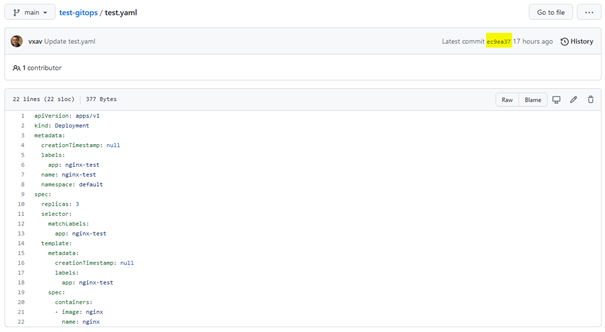 main
test-gitops / test.yaml
Go to file
...
vxav Update test.yaml
Latest commit ec9ea37 17 hours ago
History
1 contributor
22 lines (22 sloc) | 377 Bytes
Raw
Blame
1 apiVersion: apps/v1
2 kind: Deployment
3 metadata:
4   creationTimestamp: null
5   labels:
6     app: nginx-test
7   name: nginx-test
8   namespace: default
9 spec:
10   replicas: 3
11   selector:
12     matchLabels:
13       app: nginx-test
14   template:
15     metadata:
16       creationTimestamp: null
17       labels:
18         app: nginx-test
19     spec:
20       containers:
21       - image: nginx
22         name: nginx